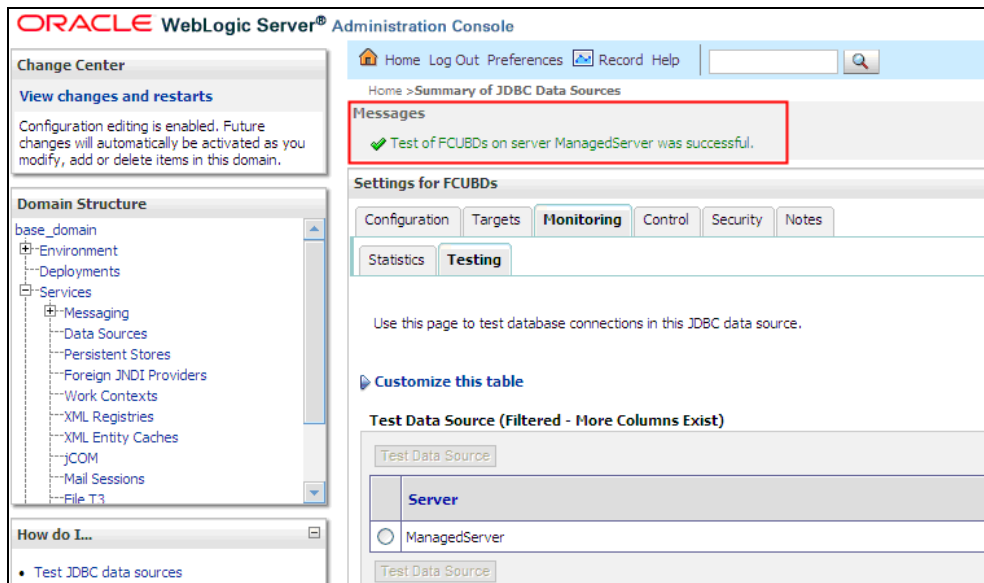 ORACLE WebLogic Server® Administration Console
Change Center
View changes and restarts
Configuration editing is enabled. Future
changes will automatically be activated as you
modify, add or delete items in this domain.
Domain Structure
base_domain
Environment
Deployments
Services
Messaging
Data Sources
Persistent Stores
Foreign JNDI Providers
Work Contexts
XML Registries
XML Entity Caches
jCOM
Mail Sessions
File T3
How do I...
Test JDBC data sources
Home Log Out Preferences Record Help
Home >Summary of JDBC Data Sources
Messages
Test of FCUBDs on server ManagedServer was successful.
Settings for FCUBDs
Configuration Targets Monitoring Control Security Notes
Statistics Testing
Use this page to test database connections in this JDBC data source.
Customize this table
Test Data Source (Filtered - More Columns Exist)
Test Data Source
Server
ManagedServer
Test Data Source